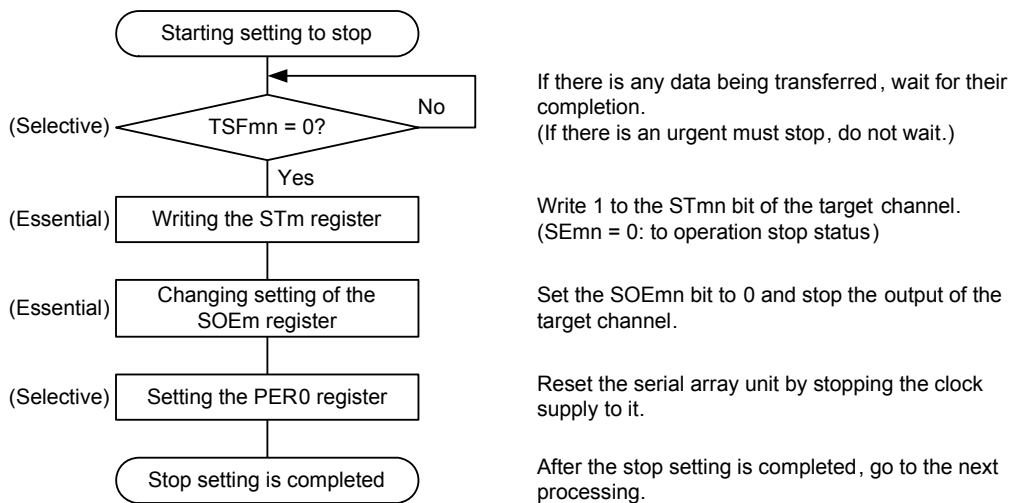 Starting setting to stop
If there is any data being transferred, wait for their
completion.
(If there is an urgent must stop, do not wait.)
(Selective)
TSFmn = 0?
No
Yes
(Essential)
Writing the STm register
Write 1 to the STmn bit of the target channel.
(SEmn = 0: to operation stop status)
(Essential)
Changing setting of the
SOEm register
Set the SOEmn bit to 0 and stop the output of the
target channel.
(Selective)
Setting the PER0 register
Reset the serial array unit by stopping the clock
supply to it.
Stop setting is completed
After the stop setting is completed, go to the next
processing.